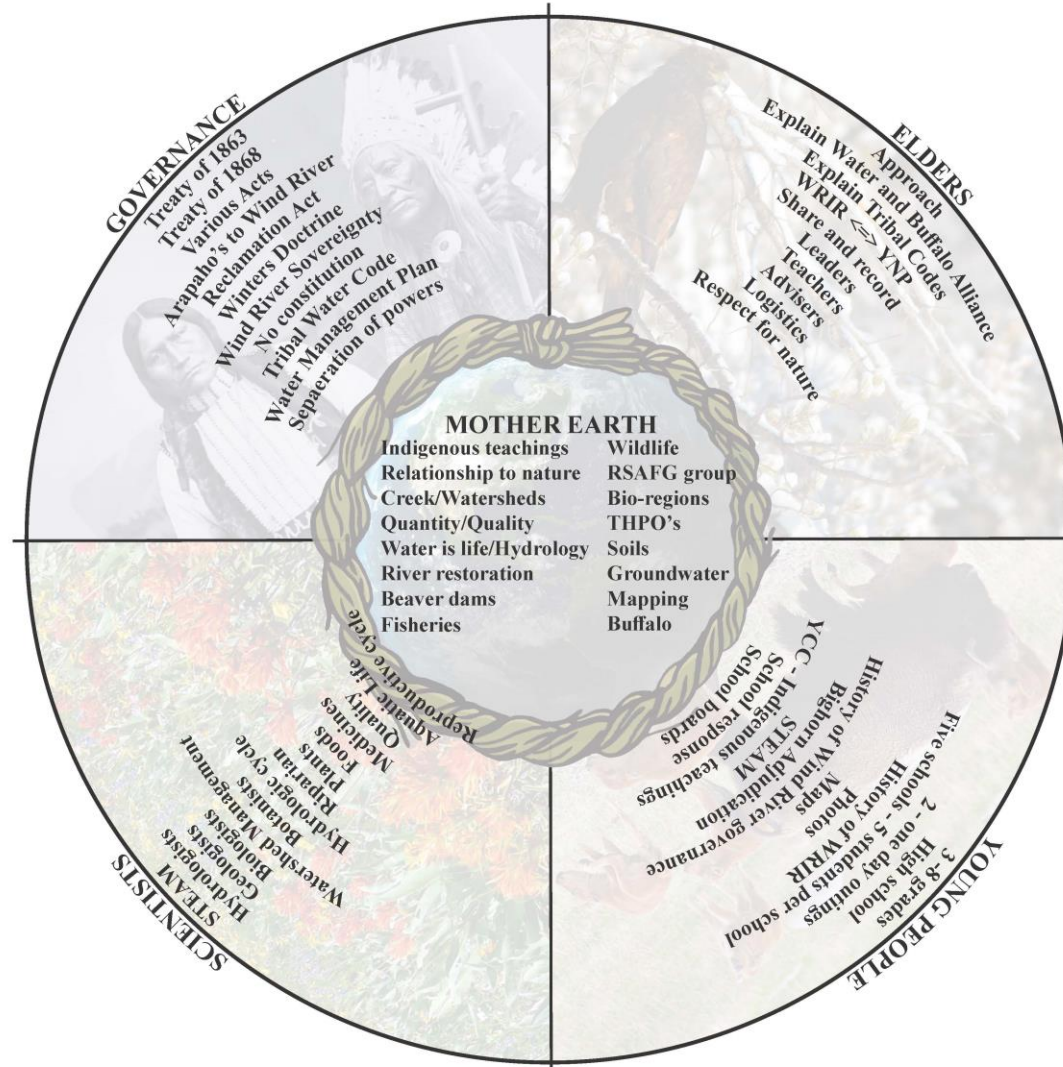 GOVERNANCE
Treaty of 1863
Treaty of 1868
Various Acts
Arapaho's to Wind River
Reclamation Act
Winters Doctrine
Wind River Sovereignty
No constitution
Tribal Water Code
Water Management Plan
Sepaeration of powers
ELDERS
Approach
Explain Water and Buffalo Alliance
Explain Tribal Codes
WRIR <=> YNP
Share and record
Leaders
Teachers
Advisers
Logistics
Respect for nature
MOTHER EARTH
Indigenous teachings
Relationship to nature
Creek/Watersheds
Quantity/Quality
Water is life/Hydrology
River restoration
Beaver dams
Fisheries
Wildlife
RSAFG group
Bio-regions
THPO's
Soils
Groundwater
Mapping
Buffalo
YOUNG PEOPLE
3-8 grades
High school
2 - one day outings
Five schools - 5 students per school
History of WRIR
Photos
Maps
History of Wind River governance
Bighorn Adjudication
STEAM
YCC - Indigenous teachings
School response
School boards
SCIENTISTS
STEAM
Hydrologists
Geologists
Biologists
Watershed Management
Botanists
Hydrologic cycle
Riparian
Plants
Foods
Medicines
Quality
Aquatic Life
Reproductive cycle